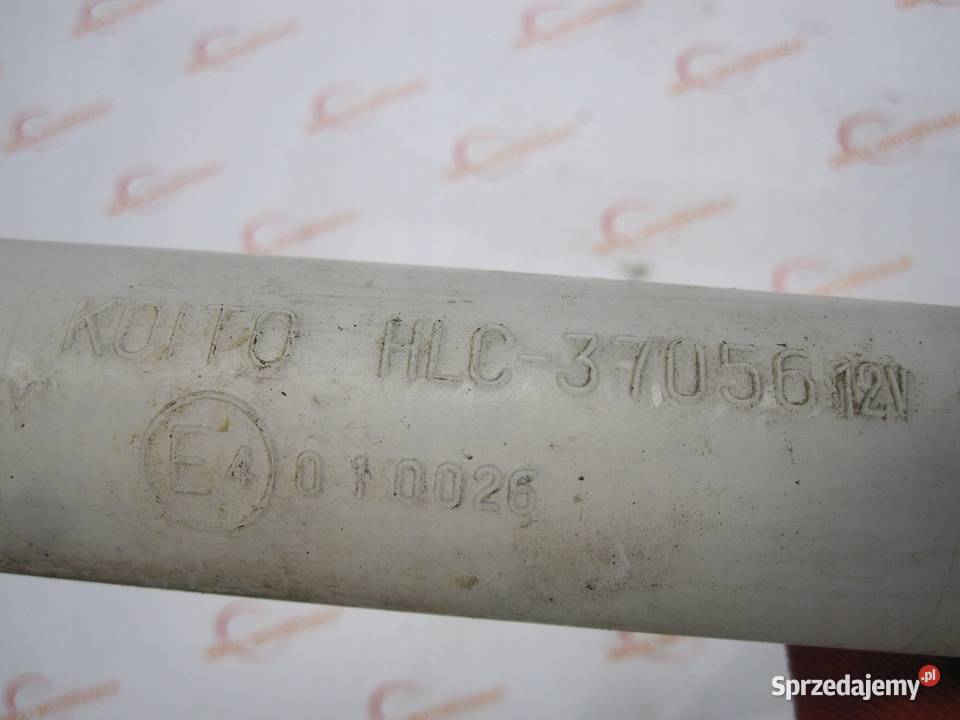 KOITO HLC-37056 12V
Y
E4 010026
Sprzedajemy.pl